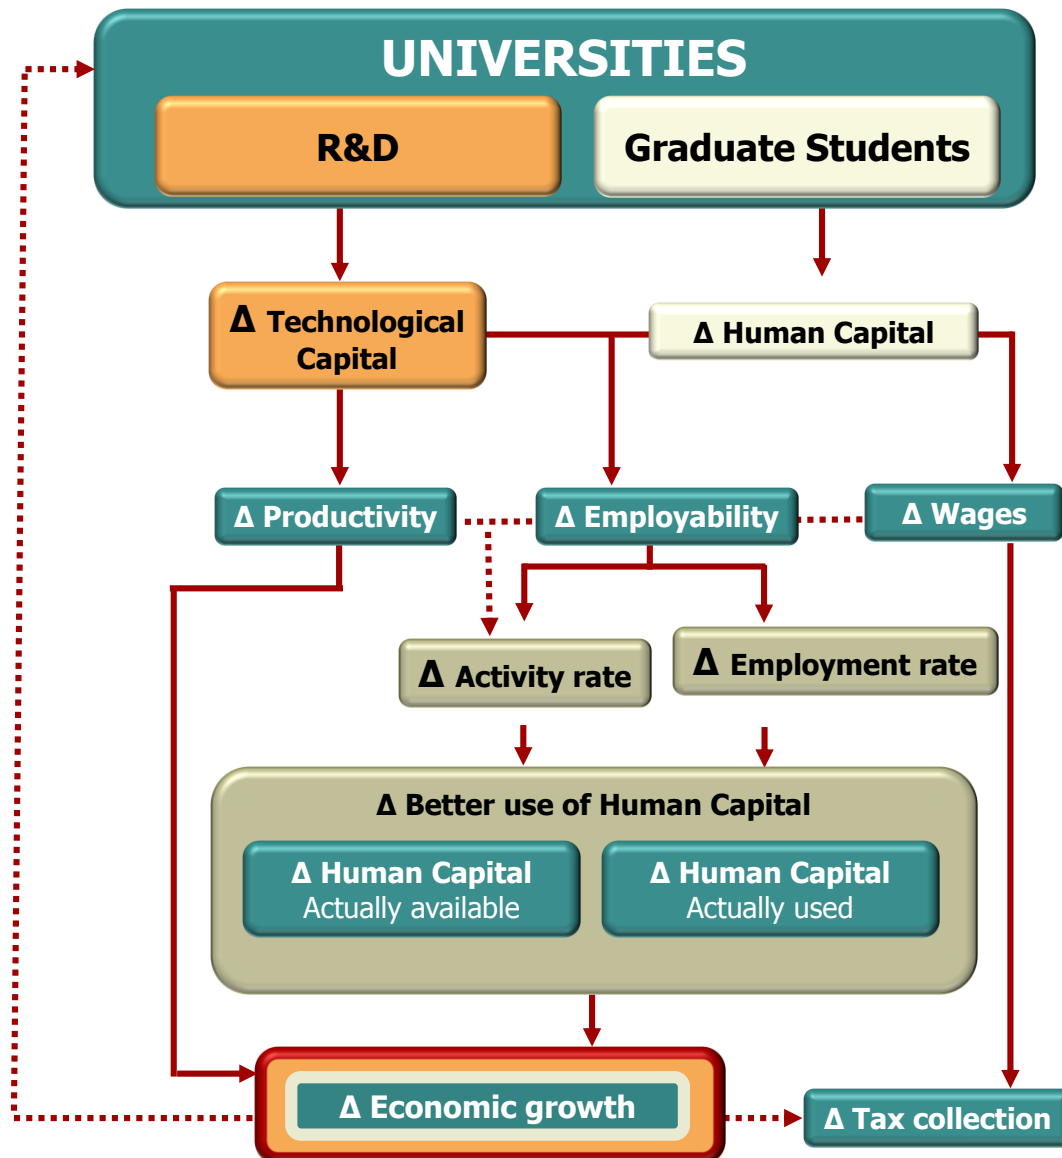 UNIVERSITIES
R&D
Graduate Students
Δ Technological
Capital
Δ Human Capital
Δ Productivity
Δ Employability
Δ Wages
Δ Activity rate
Δ Employment rate
Δ Better use of Human Capital
Δ Human Capital
Actually available
Δ Human Capital
Actually used
Δ Economic growth
Δ Tax collection